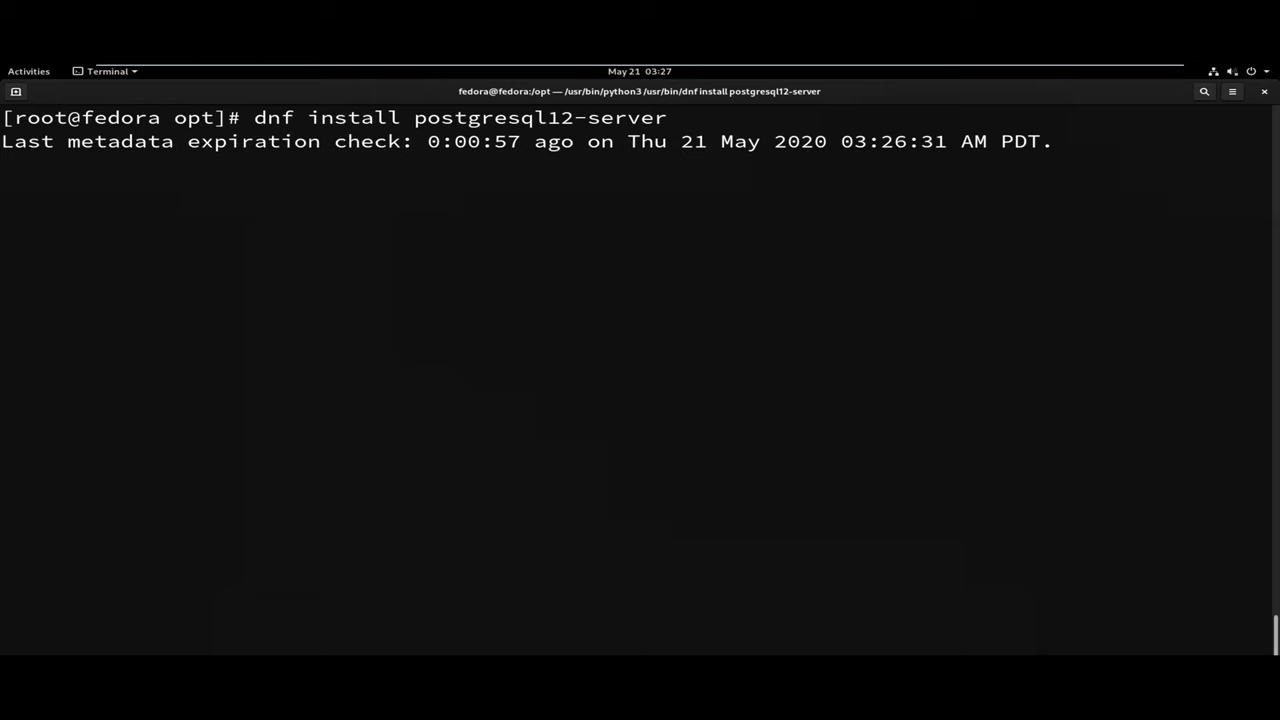 Activities
Terminal
May 21 03:27
fedora@fedora:/opt — /usr/bin/python3 /usr/bin/dnf install postgresql12-server
[root@fedora opt]# dnf install postgresql12-server
Last metadata expiration check: 0:00:57 ago on Thu 21 May 2020 03:26:31 AM PDT.